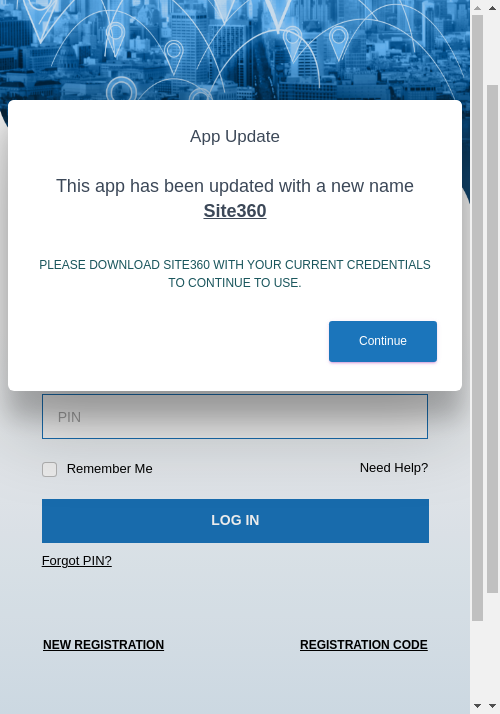 App Update
This app has been updated with a new name
Site360
PLEASE DOWNLOAD SITE360 WITH YOUR CURRENT CREDENTIALS
TO CONTINUE TO USE.
Continue
PIN
Remember Me
Need Help?
LOG IN
Forgot PIN?
NEW REGISTRATION
REGISTRATION CODE